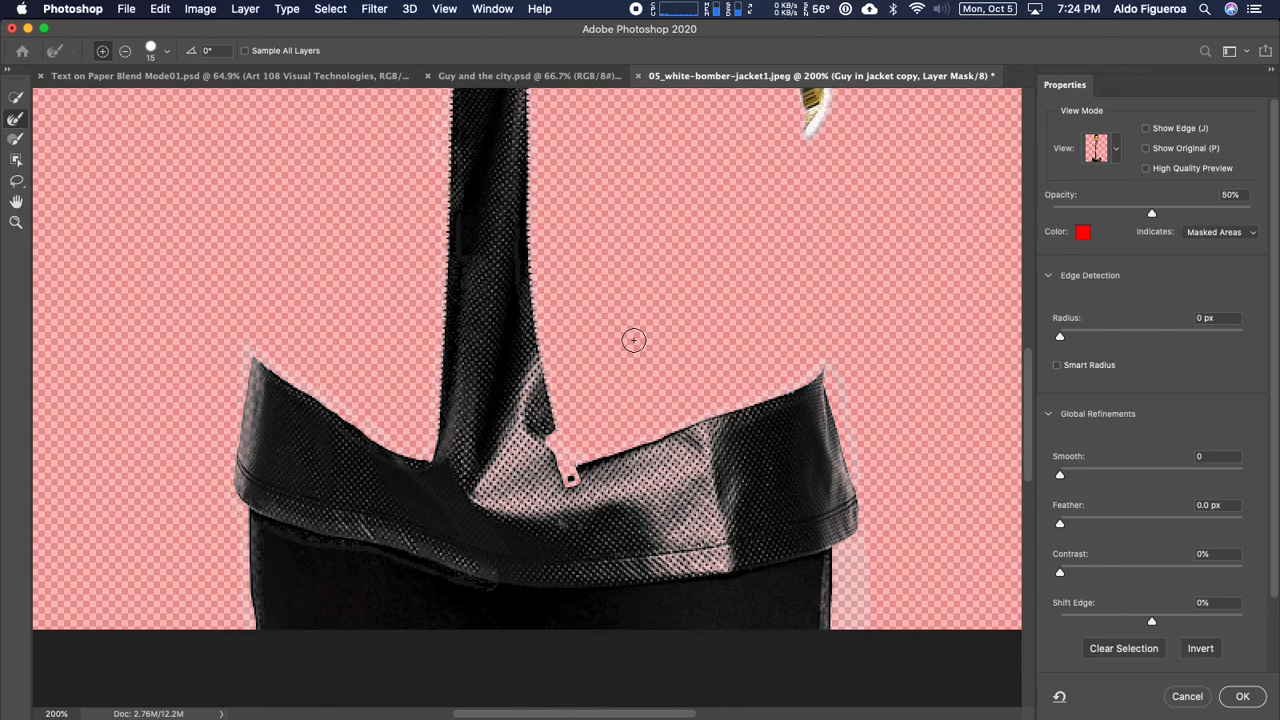 Photoshop File Edit Image Layer Type Select Filter 3D View Window Help 0 KB/s 0 KB/s 56° Mon, Oct 5 7:24 PM Aldo Figueroa
Adobe Photoshop 2020
15 0° Sample All Layers
Text on Paper Blend Mode01.psd @ 64.9% (Art 108 Visual Technologies, RGB/... Guy and the city.psd @ 66.7% (RGB/8#)... 05_white-bomber-jacket1.jpeg @ 200% (Guy in jacket copy, Layer Mask/8) *
Properties
View Mode
Show Edge (J)
View:
Show Original (P)
High Quality Preview
Opacity: 50%
Color: Indicates: Masked Areas
Edge Detection
Radius: 0 px
Smart Radius
Global Refinements
Smooth: 0
Feather: 0.0 px
Contrast: 0%
Shift Edge: 0%
Clear Selection Invert
Cancel OK
200% Doc: 2.76M/12.2M